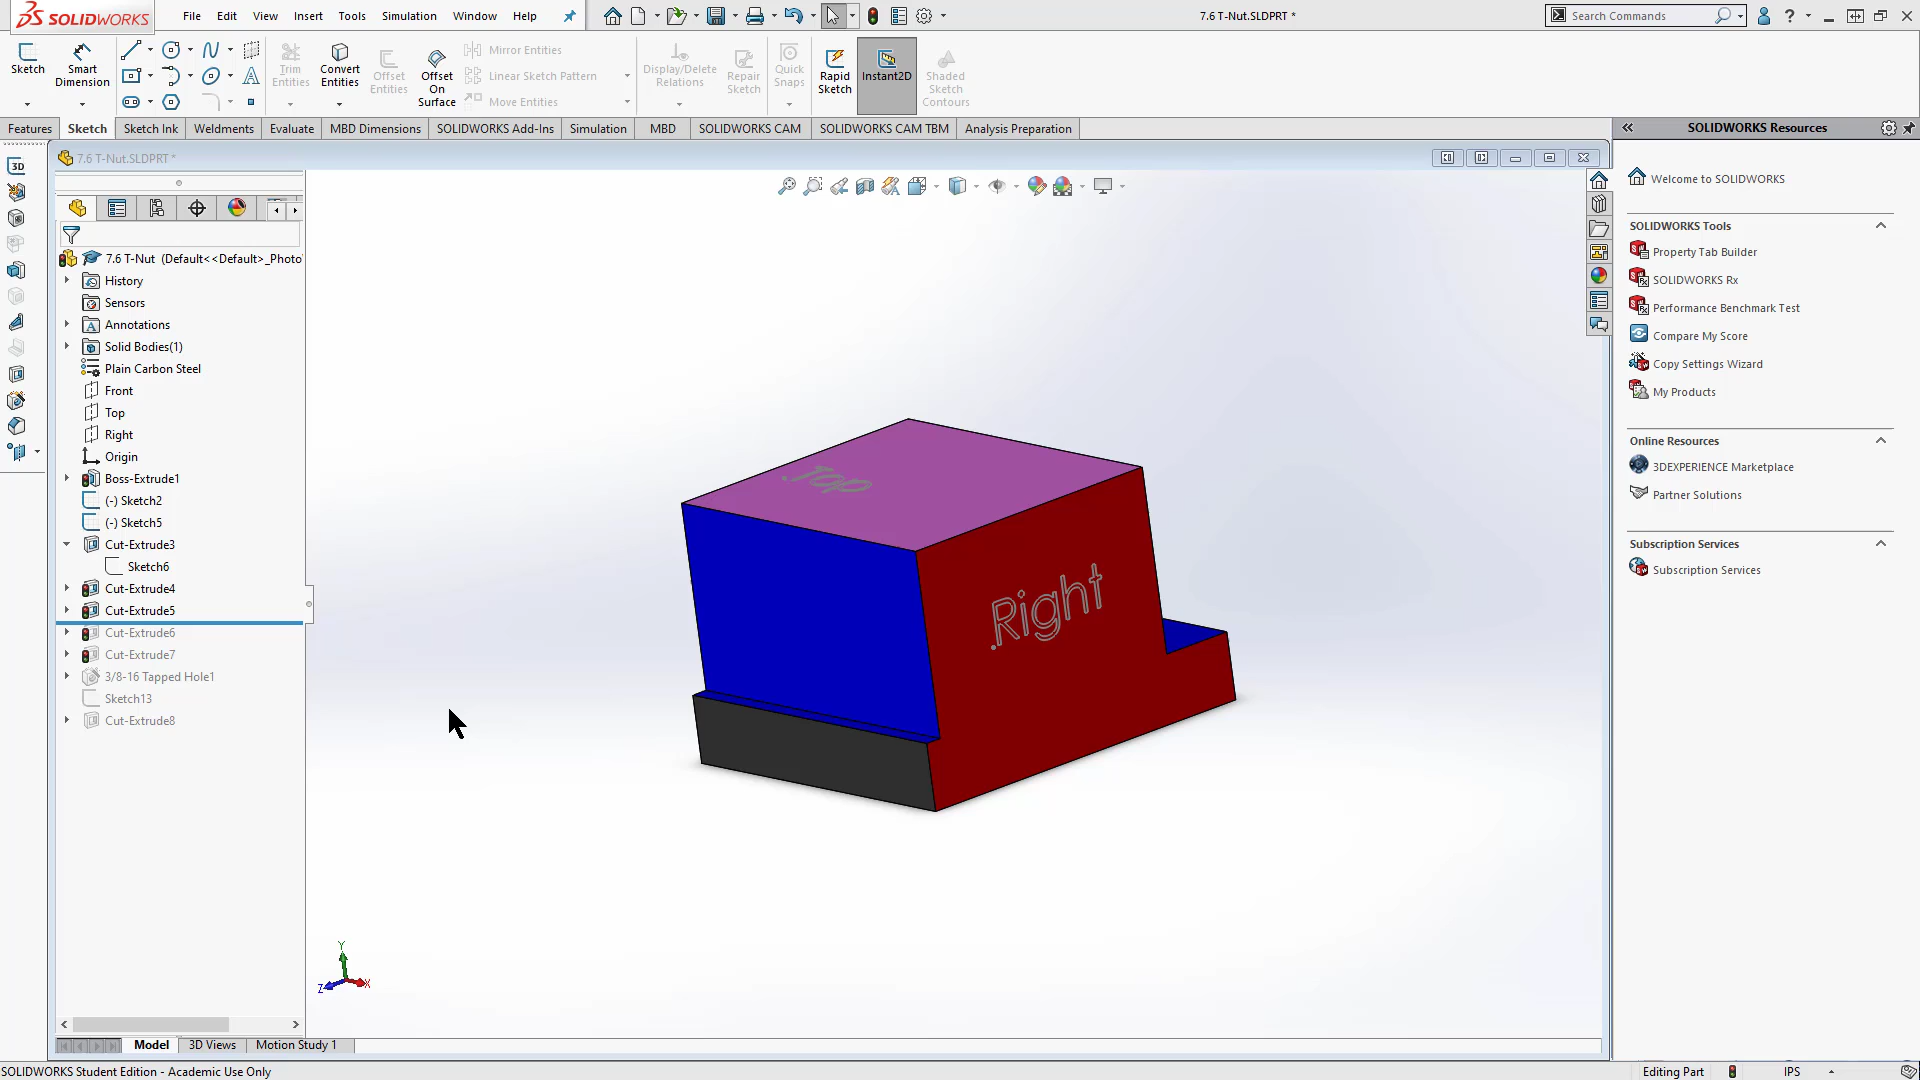 SOLIDWORKS
File Edit View Insert Tools Simulation Window Help
7.6 T-Nut.SLDPRT *
Search Commands
Sketch
Smart Dimension
Trim Entities
Convert Entities
Offset Entities
Offset On Surface
Mirror Entities
Linear Sketch Pattern
Move Entities
Display/Delete Relations
Repair Sketch
Quick Snaps
Rapid Sketch
Instant2D
Shaded Sketch Contours
Features Sketch Sketch Ink Weldments Evaluate MBD Dimensions SOLIDWORKS Add-Ins Simulation MBD SOLIDWORKS CAM SOLIDWORKS CAM TBM Analysis Preparation
7.6 T-Nut.SLDPRT *
3D
7.6 T-Nut (Default<<Default>_Photo
History
Sensors
Annotations
Solid Bodies(1)
Plain Carbon Steel
Front
Top
Right
Origin
Boss-Extrude1
(-) Sketch2
(-) Sketch5
Cut-Extrude3
Sketch6
Cut-Extrude4
Cut-Extrude5
Cut-Extrude6
Cut-Extrude7
3/8-16 Tapped Hole1
Sketch13
Cut-Extrude8
.Top
.Right
Y
Z
X
SOLIDWORKS Resources
Welcome to SOLIDWORKS
SOLIDWORKS Tools
Property Tab Builder
SOLIDWORKS Rx
Performance Benchmark Test
Compare My Score
Copy Settings Wizard
My Products
Online Resources
3DEXPERIENCE Marketplace
Partner Solutions
Subscription Services
Subscription Services
Model 3D Views Motion Study 1
SOLIDWORKS Student Edition - Academic Use Only
Editing Part
IPS